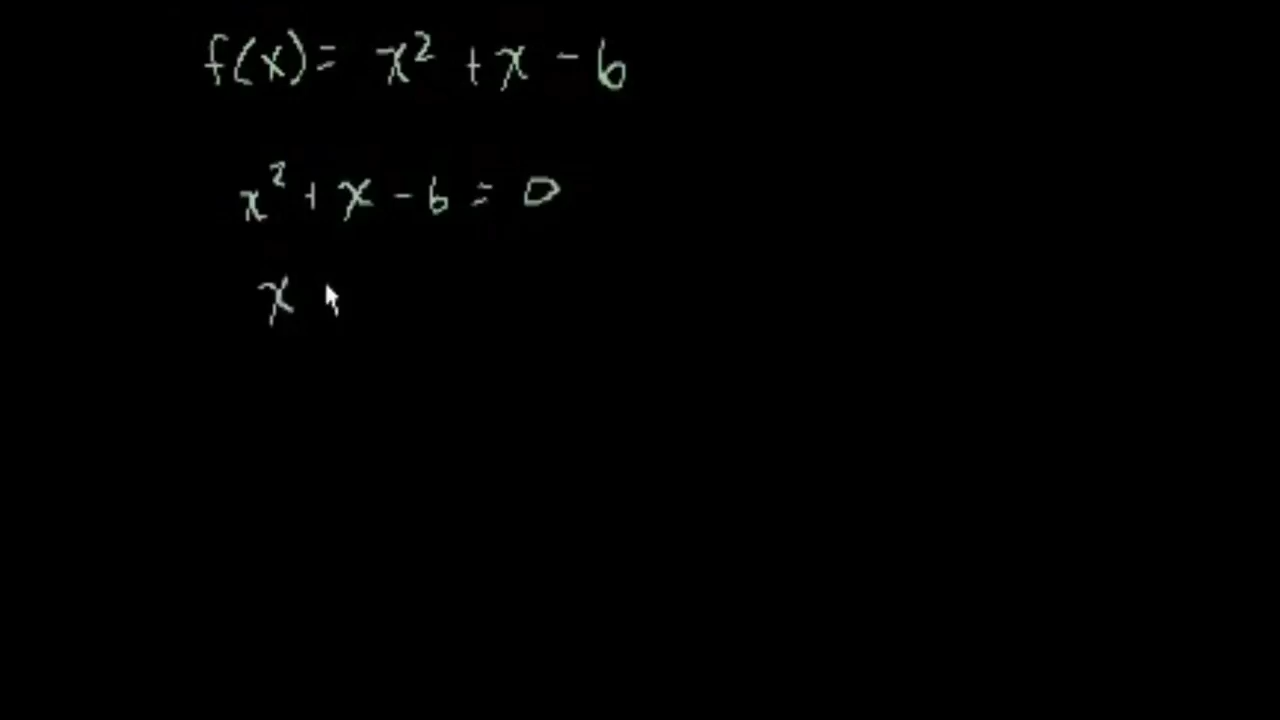 f(x)= x² + x - 6
x² + x - 6 = 0
x